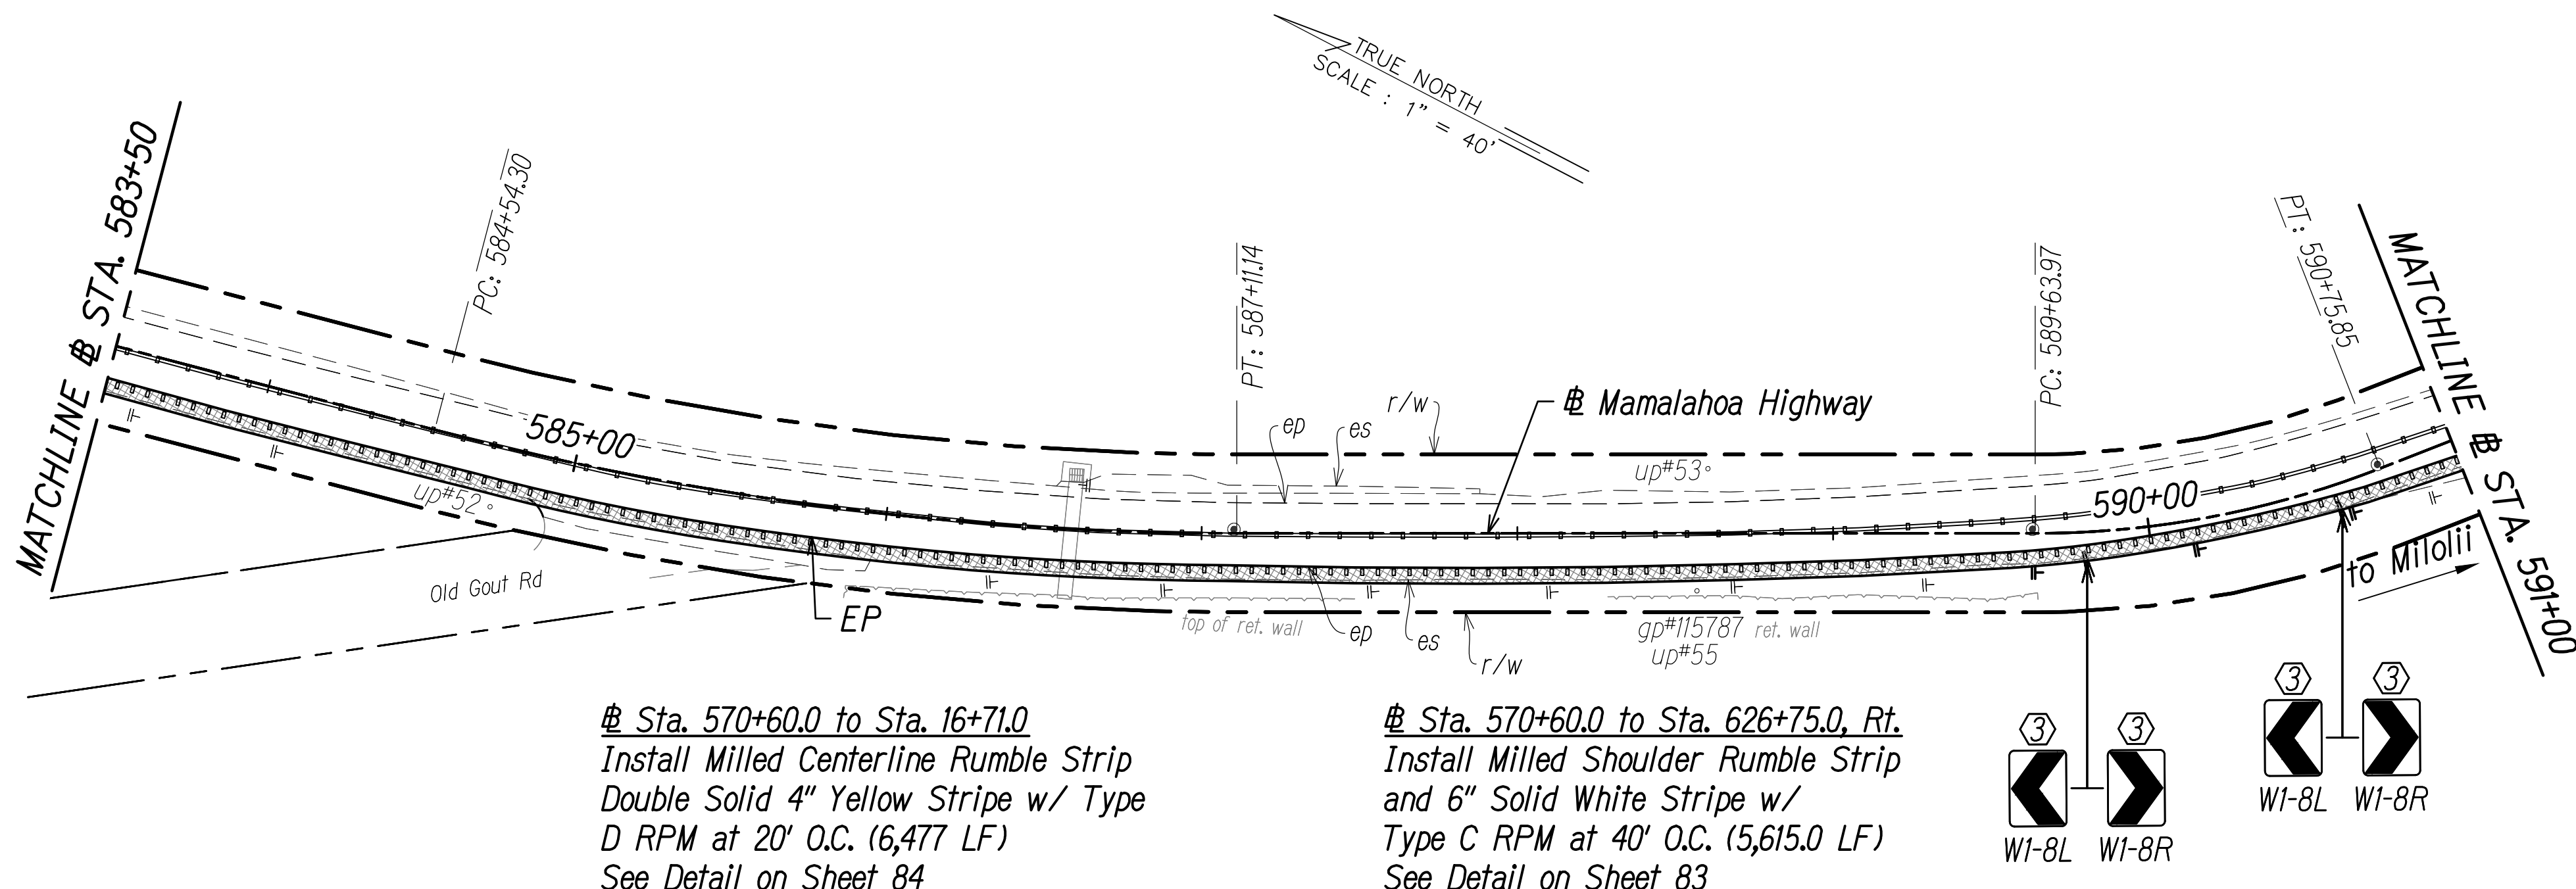 TRUE NORTH
SCALE : 1" = 40'
MATCHLINE ⅊ STA. 583+50
PC: 584+54.30
PT: 587+11.14
PC: 589+63.97
PT: 590+75.85
MATCHLINE ⅊ STA. 591+00
585+00
590+00
r/w
ep
es
Mamalahoa Highway
up#53
up#52
Old Gout Rd
EP
top of ret. wall
ep
es
r/w
gp#115787 ret. wall
up#55
to Milolii
Sta. 570+60.0 to Sta. 16+71.0
Install Milled Centerline Rumble Strip
Double Solid 4" Yellow Stripe w/ Type
D RPM at 20' O.C. (6,477 LF)
See Detail on Sheet 84
Sta. 570+60.0 to Sta. 626+75.0, Rt.
Install Milled Shoulder Rumble Strip
and 6" Solid White Stripe w/
Type C RPM at 40' O.C. (5,615.0 LF)
See Detail on Sheet 83
3 3
W1-8L W1-8R
3 3
W1-8L W1-8R